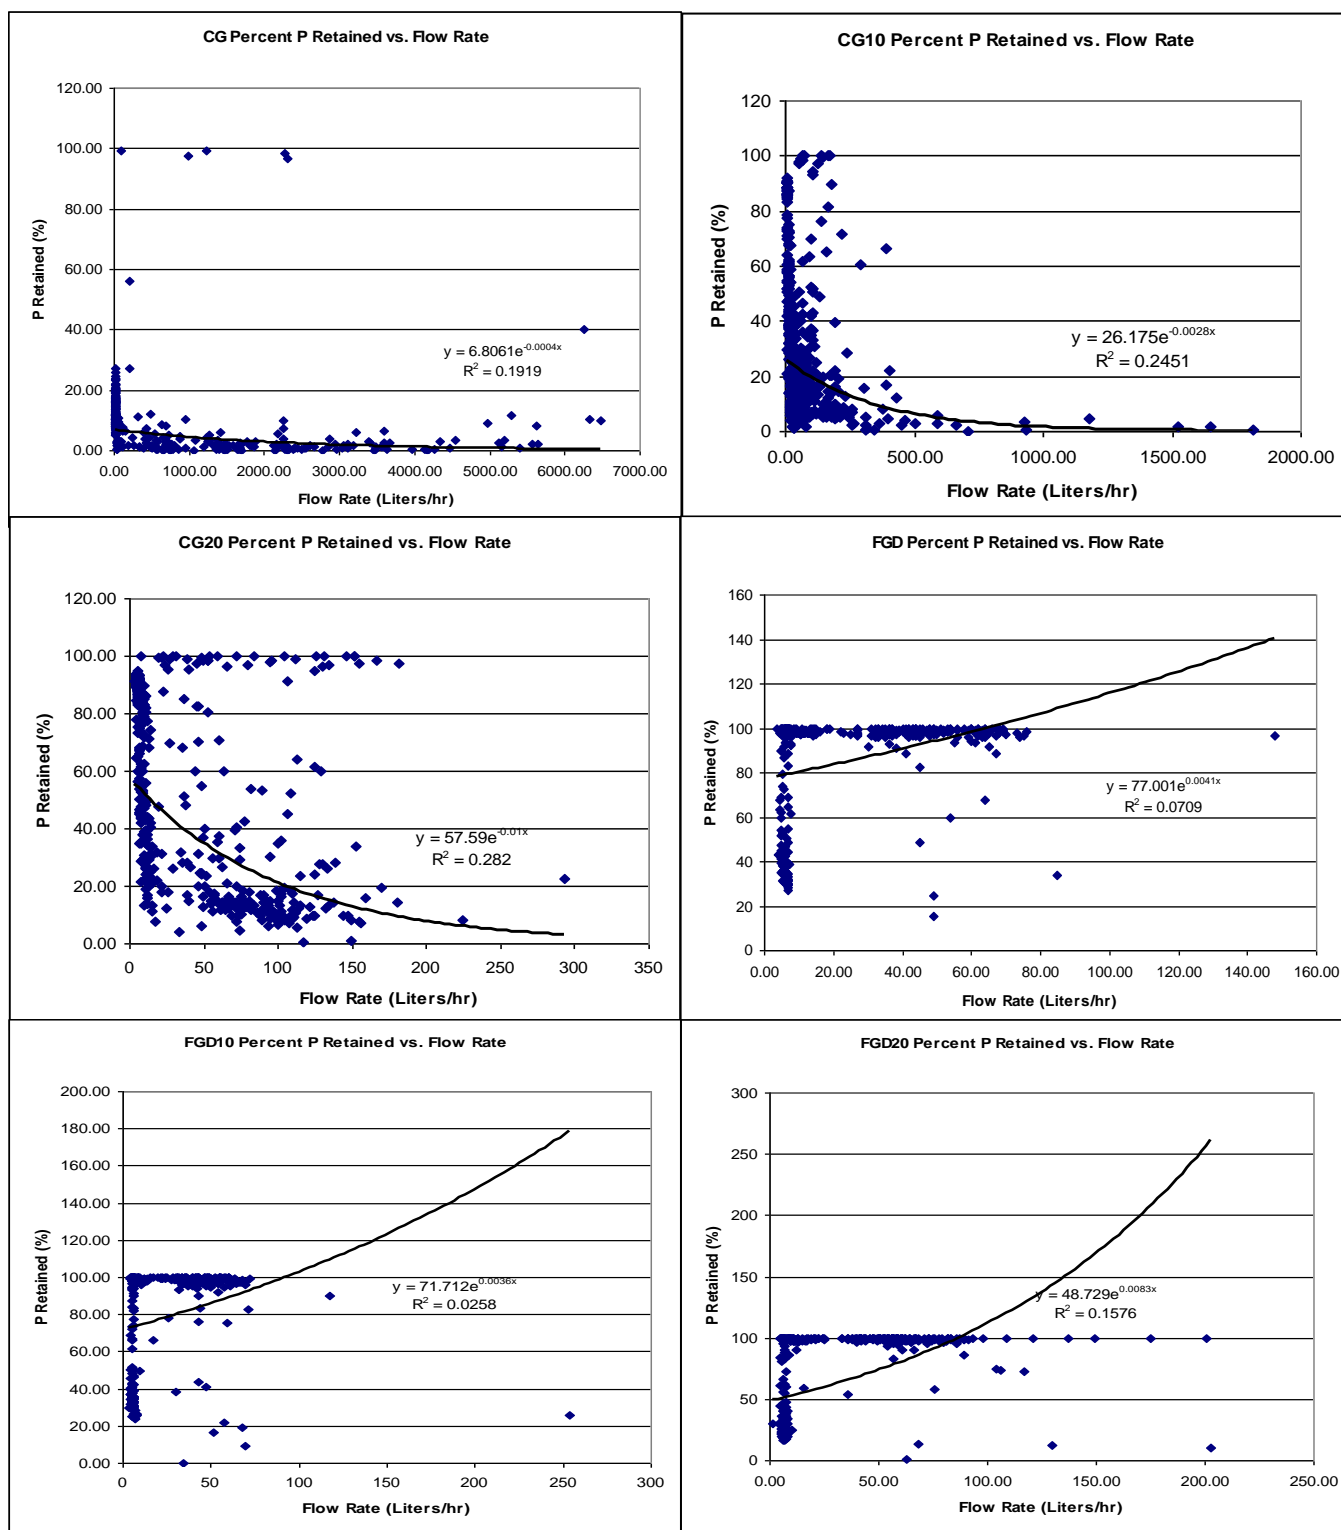 CG Percent P Retained vs. Flow Rate
120.00
100.00
80.00
60.00
40.00
20.00
0.00
P Retained (%)
y = 6.8061e^-0.0004x
R² = 0.1919
0.00 1000.00 2000.00 3000.00 4000.00 5000.00 6000.00 7000.00
Flow Rate (Liters/hr)
CG10 Percent P Retained vs. Flow Rate
120
100
80
60
40
20
0
P Retained (%)
y = 26.175e^-0.0028x
R² = 0.2451
0.00 500.00 1000.00 1500.00 2000.00
Flow Rate (Liters/hr)
CG20 Percent P Retained vs. Flow Rate
120.00
100.00
80.00
60.00
40.00
20.00
0.00
P Retained (%)
y = 57.59e^-0.01x
R² = 0.282
0 50 100 150 200 250 300 350
Flow Rate (Liters/hr)
FGD Percent P Retained vs. Flow Rate
160
140
120
100
80
60
40
20
0
P Retained (%)
y = 77.001e^0.0041x
R² = 0.0709
0.00 20.00 40.00 60.00 80.00 100.00 120.00 140.00 160.00
Flow Rate (Liters/hr)
FGD10 Percent P Retained vs. Flow Rate
200.00
180.00
160.00
140.00
120.00
100.00
80.00
60.00
40.00
20.00
0.00
P Retained (%)
y = 71.712e^0.0036x
R² = 0.0258
0 50 100 150 200 250 300
Flow Rate (Liters/hr)
FGD20 Percent P Retained vs. Flow Rate
300
250
200
150
100
50
0
P Retained (%)
y = 48.729e^0.0083x
R² = 0.1576
0.00 50.00 100.00 150.00 200.00 250.00
Flow Rate (Liters/hr)